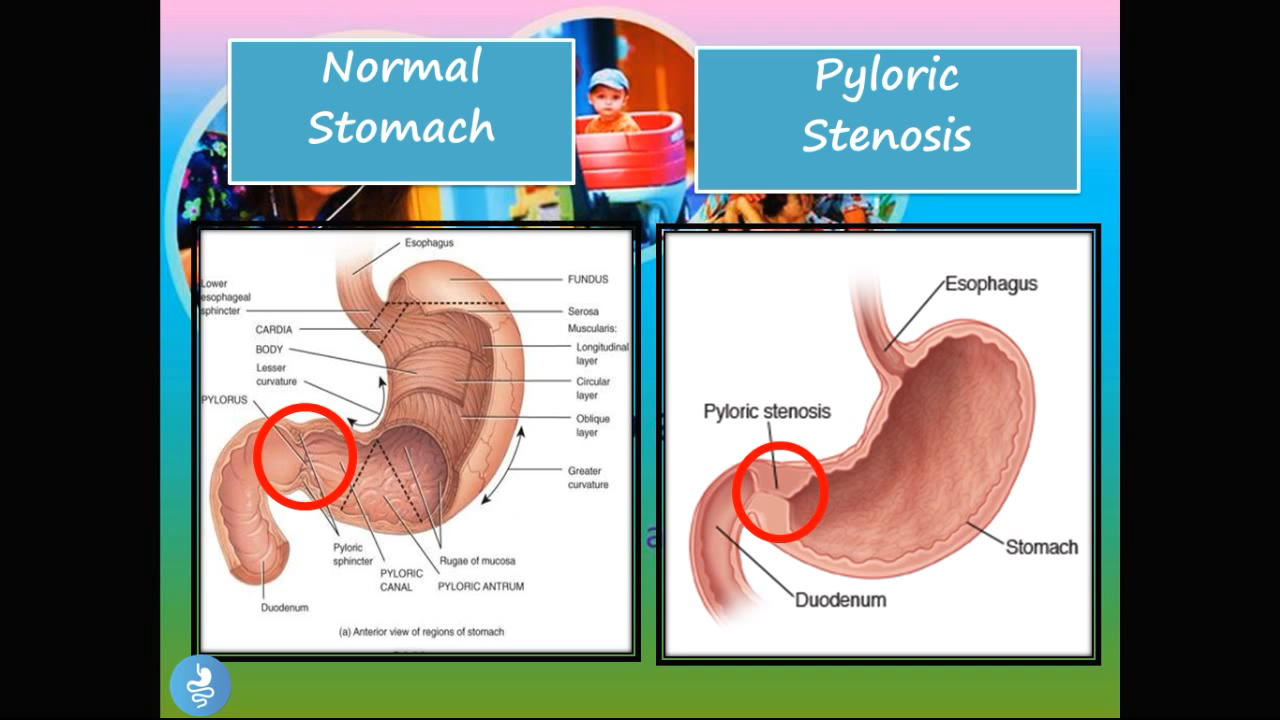 Normal
Stomach
Pyloric
Stenosis
Esophagus
FUNDUS
Lower
esophageal
sphincter
Serosa
CARDIA
Muscularis:
BODY
Longitudinal
layer
Lesser
curvature
Circular
layer
PYLORUS
Oblique
layer
Greater
curvature
Pyloric
sphincter
Rugae of mucosa
PYLORIC
CANAL
PYLORIC ANTRUM
Duodenum
(a) Anterior view of regions of stomach
Esophagus
Pyloric stenosis
Stomach
Duodenum